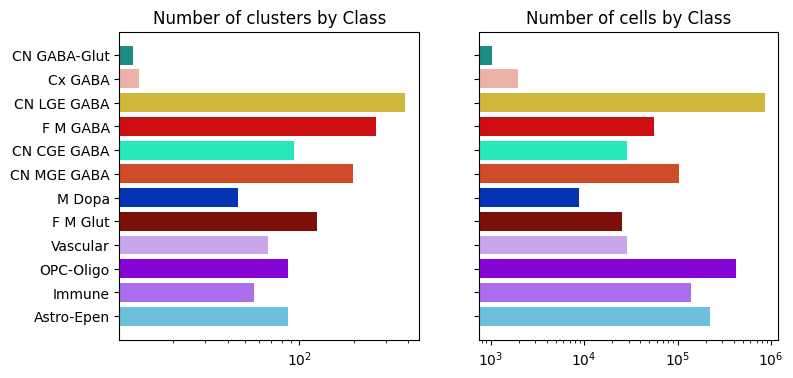 Number of clusters by Class
Number of cells by Class
CN GABA-Glut
Cx GABA
CN LGE GABA
F M GABA
CN CGE GABA
CN MGE GABA
M Dopa
F M Glut
Vascular
OPC-Oligo
Immune
Astro-Epen
10²
10³ 10⁴ 10⁵ 10⁶